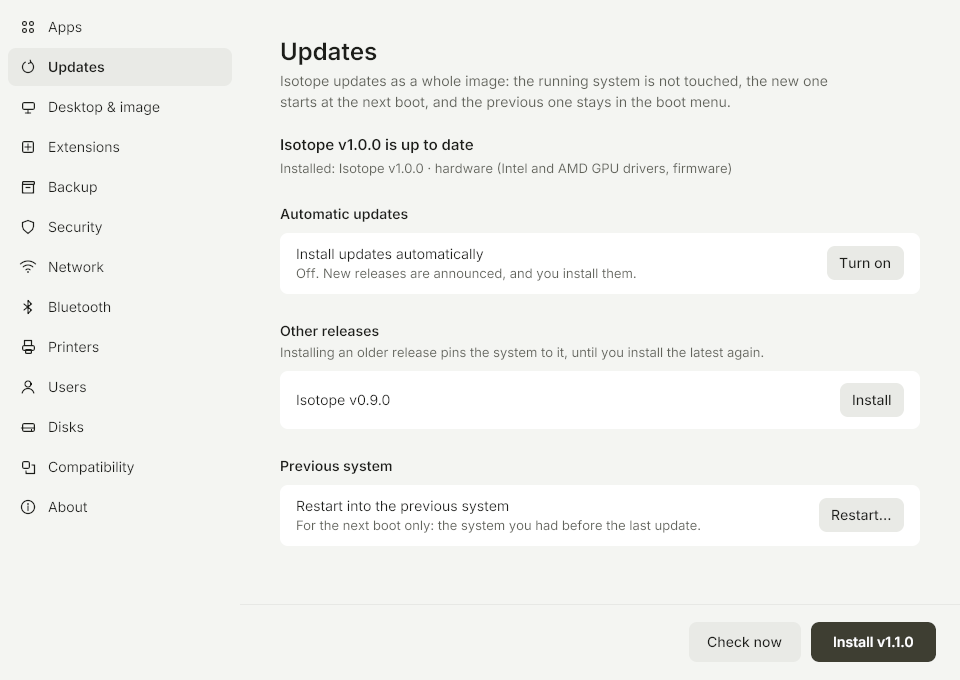 Apps
Updates
Desktop & image
Extensions
Backup
Security
Network
Bluetooth
Printers
Users
Disks
Compatibility
About
Updates
Isotope updates as a whole image: the running system is not touched, the new one
starts at the next boot, and the previous one stays in the boot menu.
Isotope v1.0.0 is up to date
Installed: Isotope v1.0.0 · hardware (Intel and AMD GPU drivers, firmware)
Automatic updates
Install updates automatically
Off. New releases are announced, and you install them.
Turn on
Other releases
Installing an older release pins the system to it, until you install the latest again.
Isotope v0.9.0
Install
Previous system
Restart into the previous system
For the next boot only: the system you had before the last update.
Restart...
Check now
Install v1.1.0